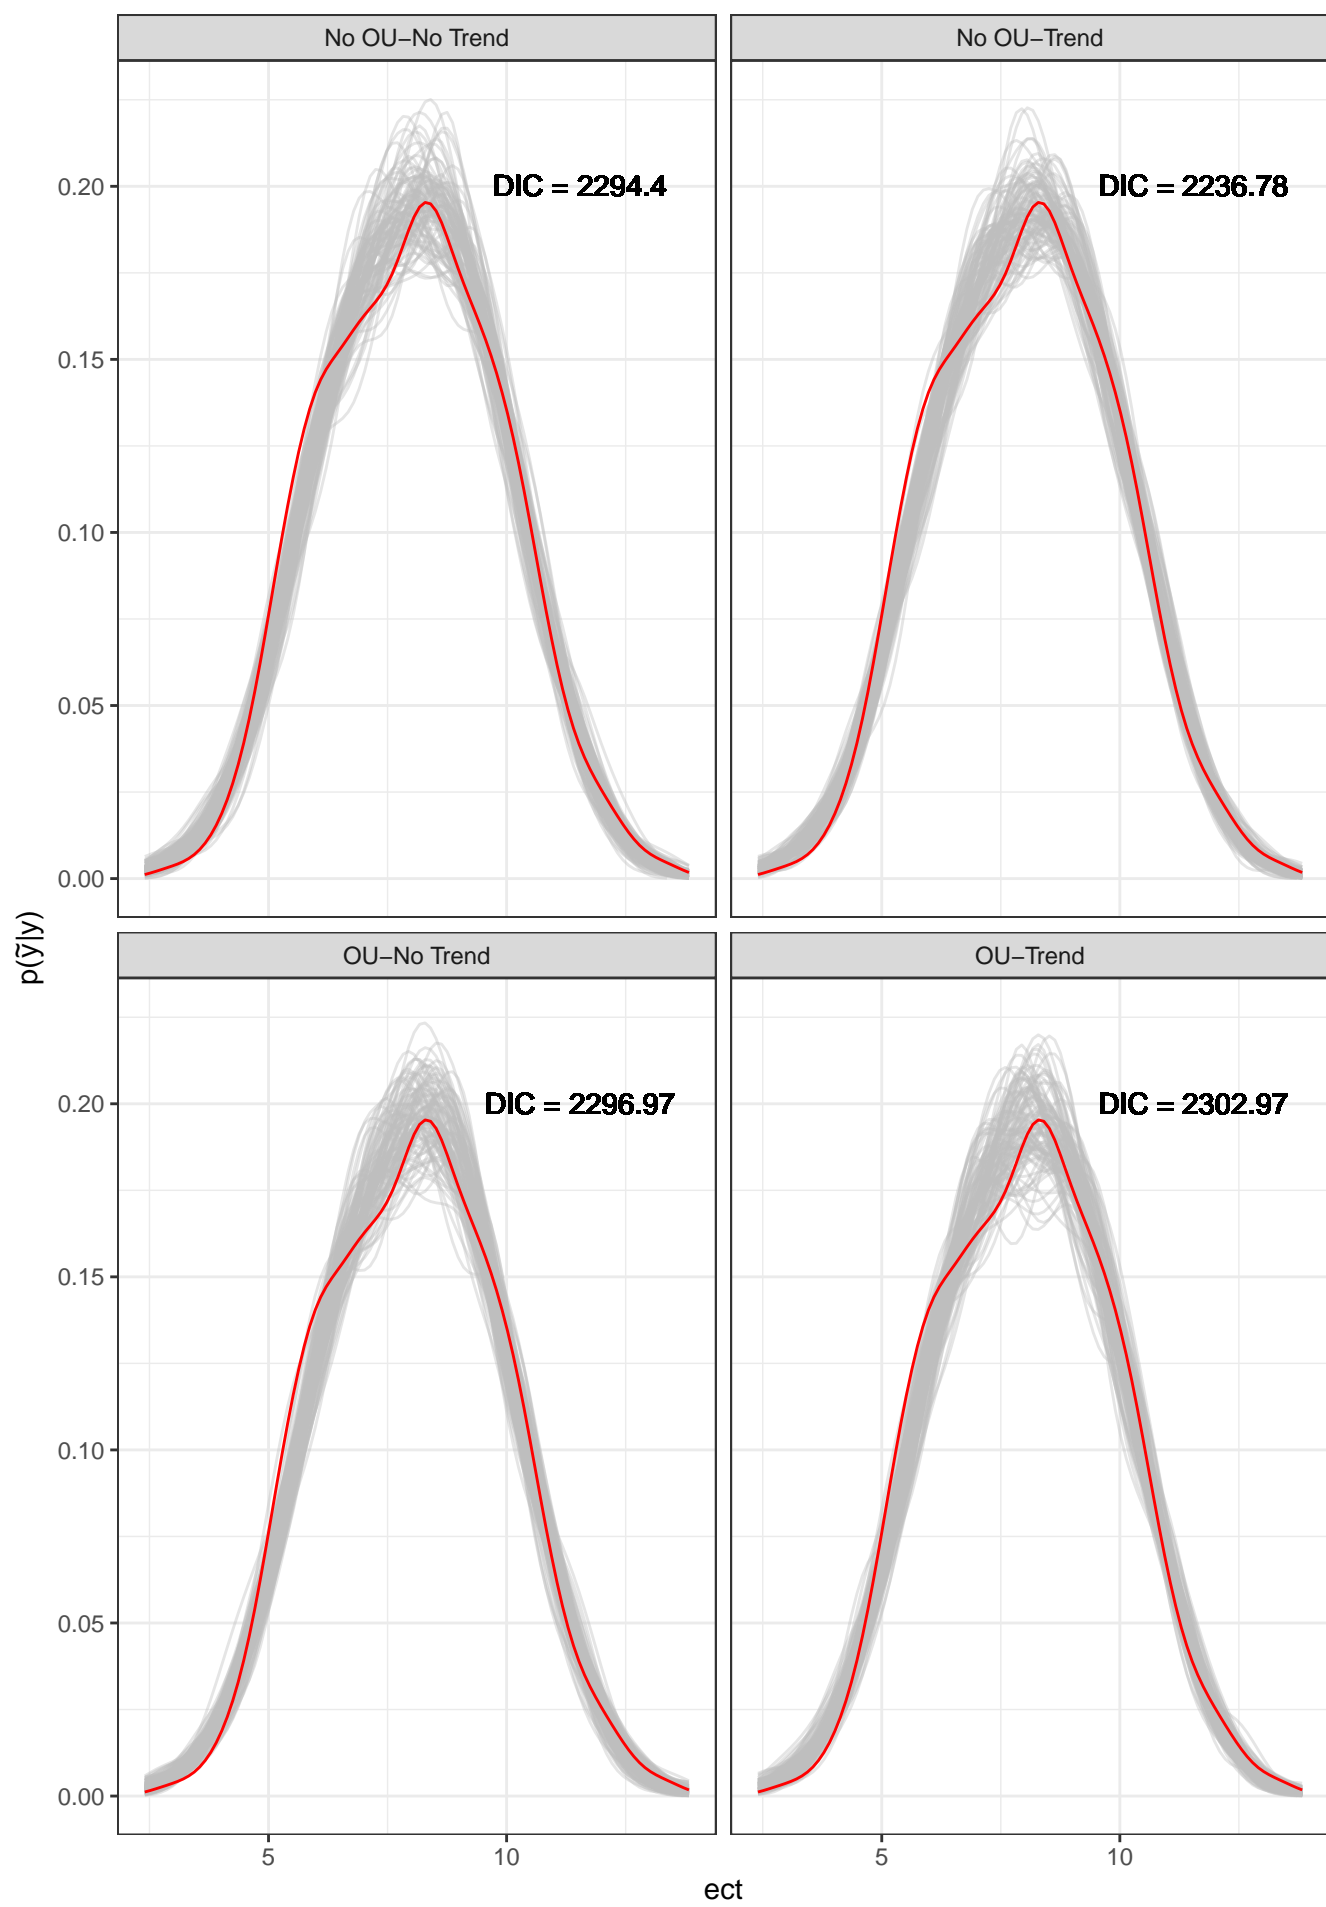 No OU–No Trend
No OU–Trend
DIC = 2294.4
DIC = 2236.78
0.20
0.15
0.10
0.05
0.00
p(ỹ|y)
OU–No Trend
OU–Trend
DIC = 2296.97
DIC = 2302.97
0.20
0.15
0.10
0.05
0.00
5
10
5
10
ect